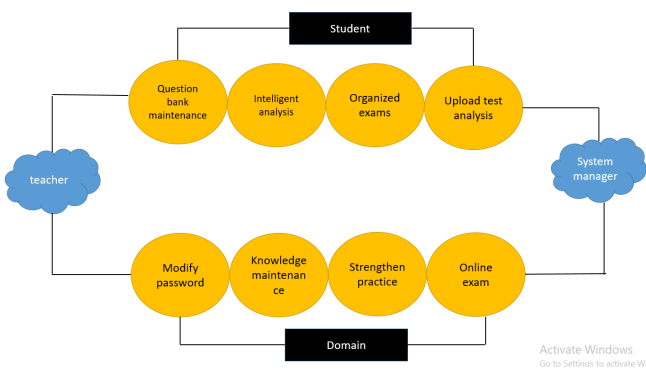 Student
Question
bank
maintenance
Intelligent
analysis
Organized
exams
Upload test
analysis
teacher
System
manager
Modify
password
Knowledge
maintenan
ce
Strengthen
practice
Online
exam
Domain
Activate Windows
Go to Settings to activate W